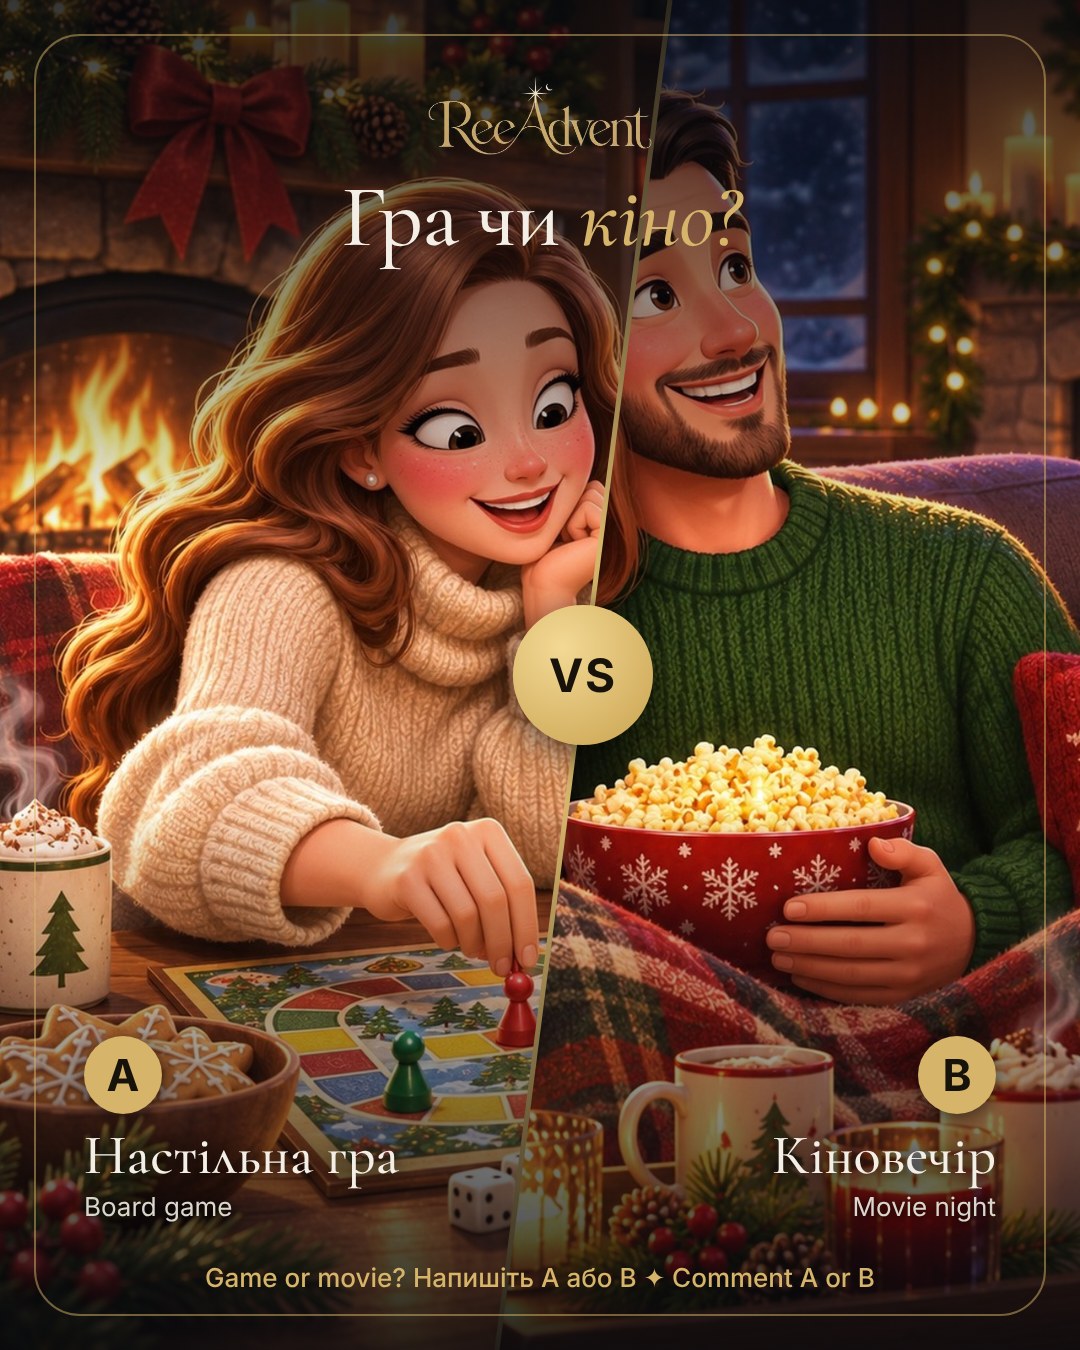 ReeAdvent
Гра чи кіно?
VS
A
B
Настільна гра
Board game
Кіновечір
Movie night
Game or movie? Напишіть A або B ✦ Comment A or B